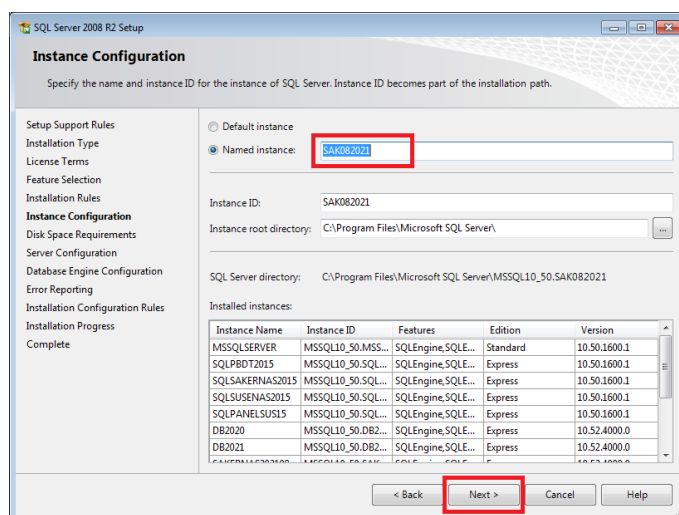 SQL Server 2008 R2 Setup
Instance Configuration
Specify the name and instance ID for the instance of SQL Server. Instance ID becomes part of the installation path.
Setup Support Rules
Installation Type
License Terms
Feature Selection
Installation Rules
Instance Configuration
Disk Space Requirements
Server Configuration
Database Engine Configuration
Error Reporting
Installation Configuration Rules
Installation Progress
Complete
Default instance
Named instance: SAK082021
Instance ID: SAK082021
Instance root directory: C:\Program Files\Microsoft SQL Server\ ...
SQL Server directory: C:\Program Files\Microsoft SQL Server\MSSQL10_50.SAK082021
Installed instances:
Instance Name Instance ID Features Edition Version
MSSQLSERVER MSSQL10_50.MSS... SQLEngine,SQLE... Standard 10.50.1600.1
SQLPBDT2015 MSSQL10_50.SQL... SQLEngine,SQLE... Express 10.50.1600.1
SQLSAKERNAS2015 MSSQL10_50.SQL... SQLEngine,SQLE... Express 10.50.1600.1
SQLSUSENAS2015 MSSQL10_50.SQL... SQLEngine,SQLE... Express 10.50.1600.1
SQLPANELSUS15 MSSQL10_50.SQL... SQLEngine,SQLE... Express 10.50.1600.1
DB2020 MSSQL10_50.DB2... SQLEngine,SQLE... Express 10.52.4000.0
DB2021 MSSQL10_50.DB2... SQLEngine,SQLE... Express 10.52.4000.0
< Back Next > Cancel Help